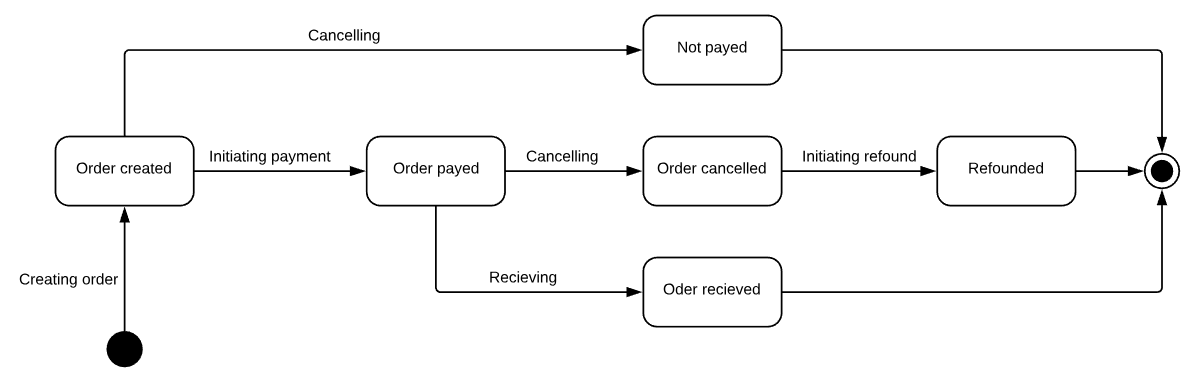 Cancelling
Not payed
Order created
Initiating payment
Order payed
Cancelling
Order cancelled
Initiating refound
Refounded
Creating order
Recieving
Oder recieved